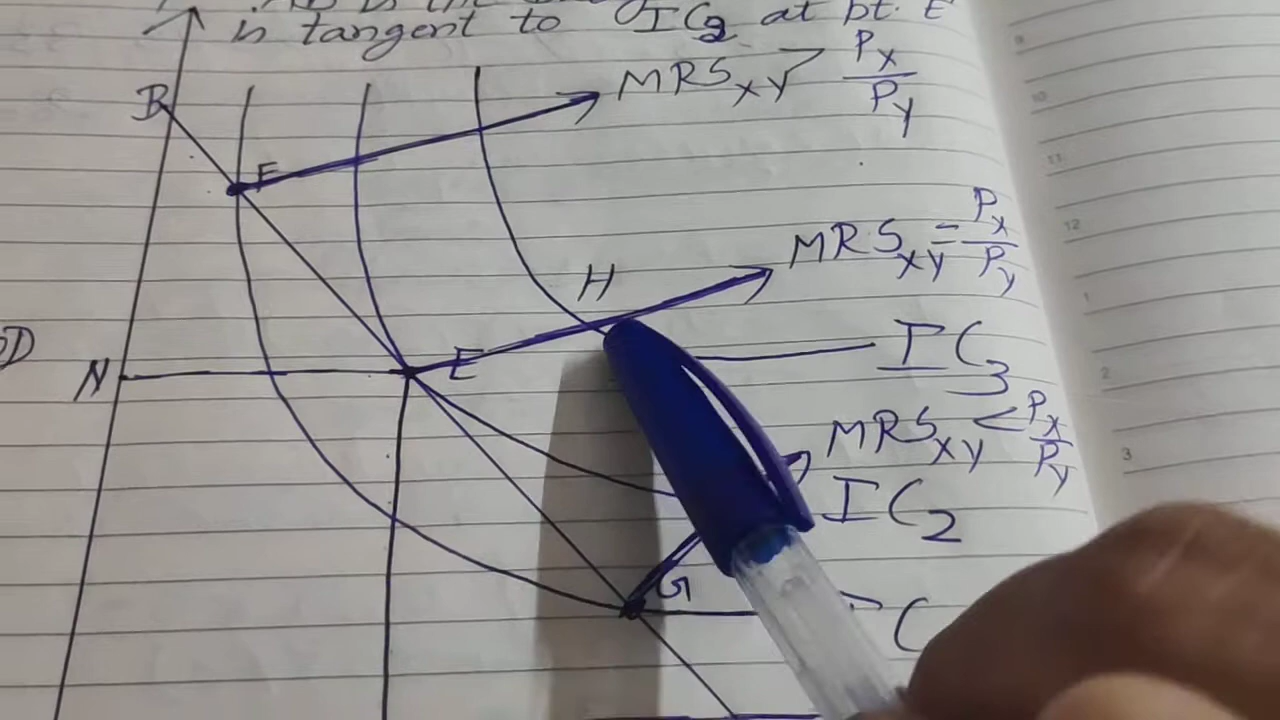 is tangent to IC2 at pt. E
B
F
MRSxy > Px/Py
MRSxy = Px/Py
H
N
E
IC3
MRSxy < Px/Py
IC2
G
C